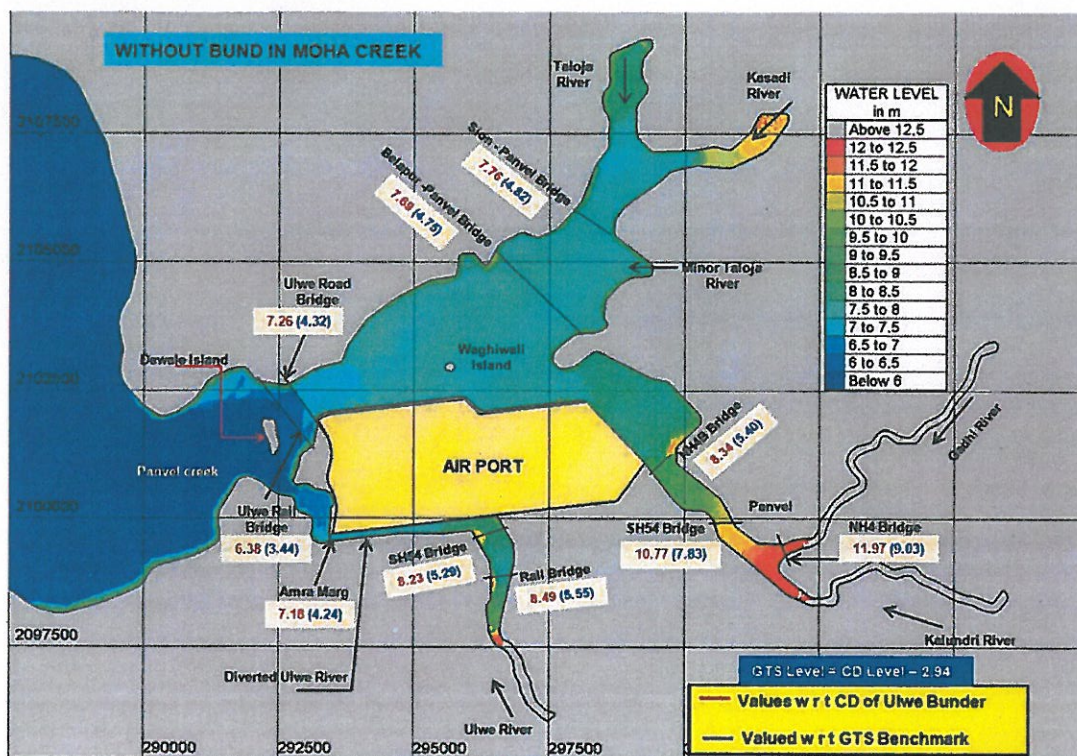 WITHOUT BUND IN MOHA CREEK
Taloja
River
Kasadi
River
N
WATER LEVEL
in m
Above 12.5
12 to 12.5
11.5 to 12
11 to 11.5
10.5 to 11
10 to 10.5
9.5 to 10
9 to 9.5
8.5 to 9
8 to 8.5
7.5 to 8
7 to 7.5
6.5 to 7
6 to 6.5
Below 6
2107500
Sion - Panvel Bridge
7.76 (4.82)
Belapur -Panvel Bridge
7.69 (4.75)
2105000
Minor Taloja
River
Ulwe Road
Bridge
7.26 (4.32)
Waghiwali
Island
Dewale Island
2102500
NH4B Bridge
8.34 (5.40)
Gadhi River
AIR PORT
Panvel creek
2100000
Ulwe Rail
Bridge
6.38 (3.44)
Panvel
SH54 Bridge
10.77 (7.83)
NH4 Bridge
11.97 (9.03)
SH54 Bridge
8.23 (5.29)
Rail Bridge
8.49 (5.55)
Amra Marg
7.18 (4.24)
Kalundri River
2097500
Diverted Ulwe River
GTS Level = CD Level - 2.94
Values w r t CD of Ulwe Bunder
Valued w r t GTS Benchmark
Ulwe River
290000
292500
295000
297500